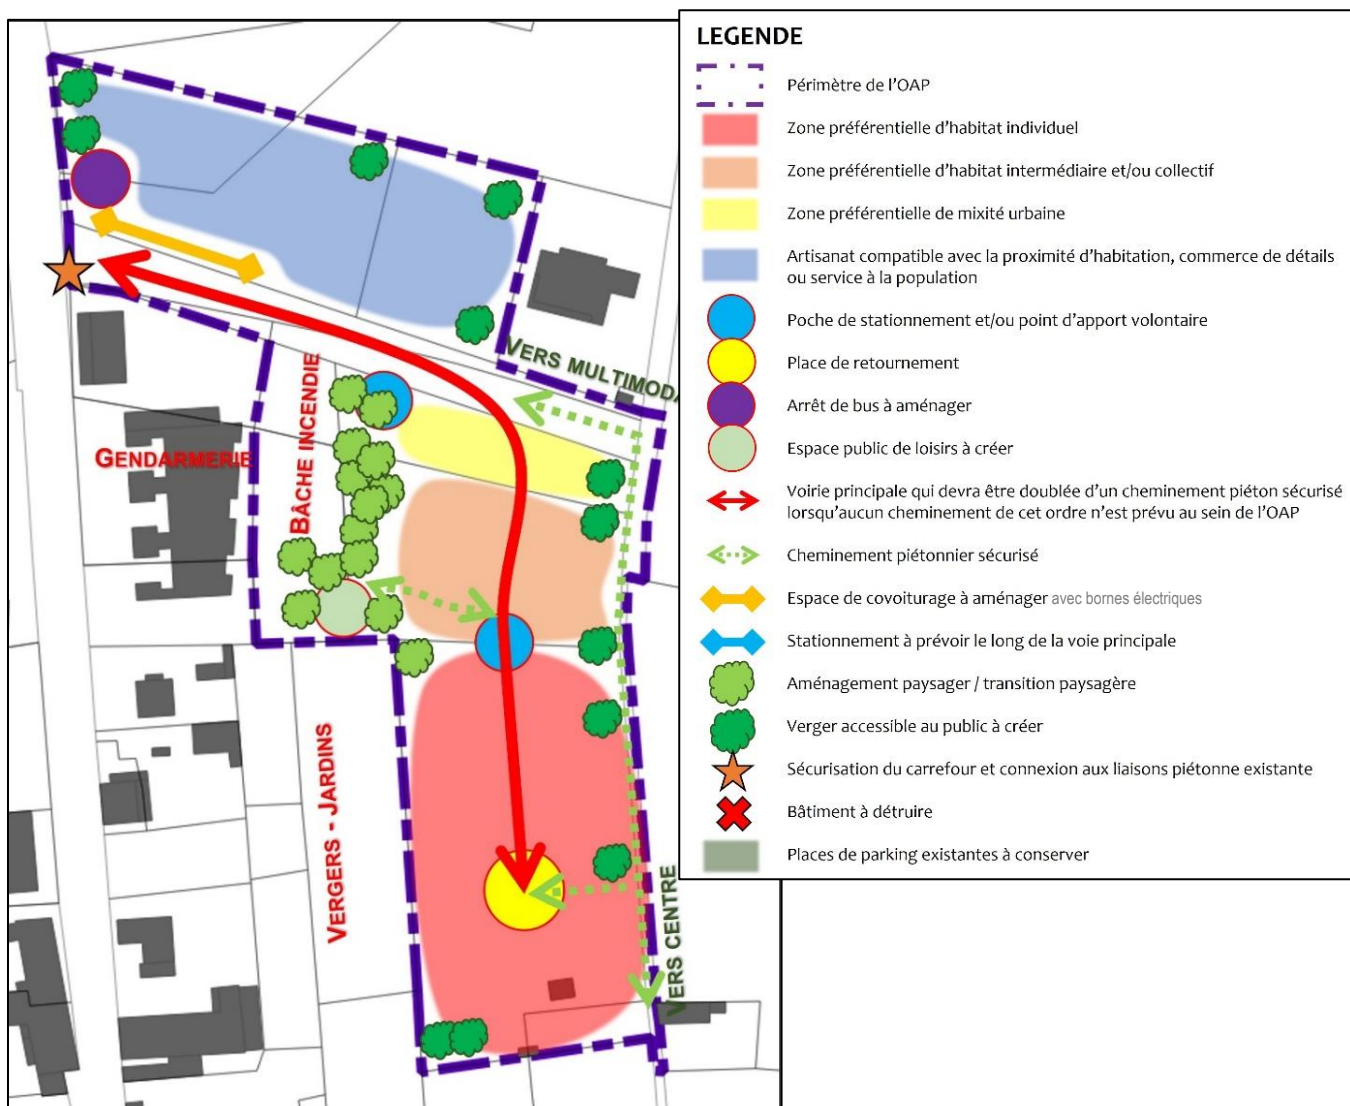 LEGENDE
Périmètre de l'OAP
Zone préférentielle d'habitat individuel
Zone préférentielle d'habitat intermédiaire et/ou collectif
Zone préférentielle de mixité urbaine
Artisanat compatible avec la proximité d'habitation, commerce de détails
ou service à la population
Poche de stationnement et/ou point d'apport volontaire
Place de retournement
Arrêt de bus à aménager
Espace public de loisirs à créer
Voirie principale qui devra être doublée d'un cheminement piéton sécurisé
lorsqu'aucun cheminement de cet ordre n'est prévu au sein de l'OAP
Cheminement piétonnier sécurisé
Espace de covoiturage à aménager avec bornes électriques
Stationnement à prévoir le long de la voie principale
Aménagement paysager / transition paysagère
Verger accessible au public à créer
Sécurisation du carrefour et connexion aux liaisons piétonne existante
Bâtiment à détruire
Places de parking existantes à conserver
VERS MULTIMODA
BÂCHE INCENDIE
GENDARMERIE
VERGERS - JARDINS
VERS CENTRE